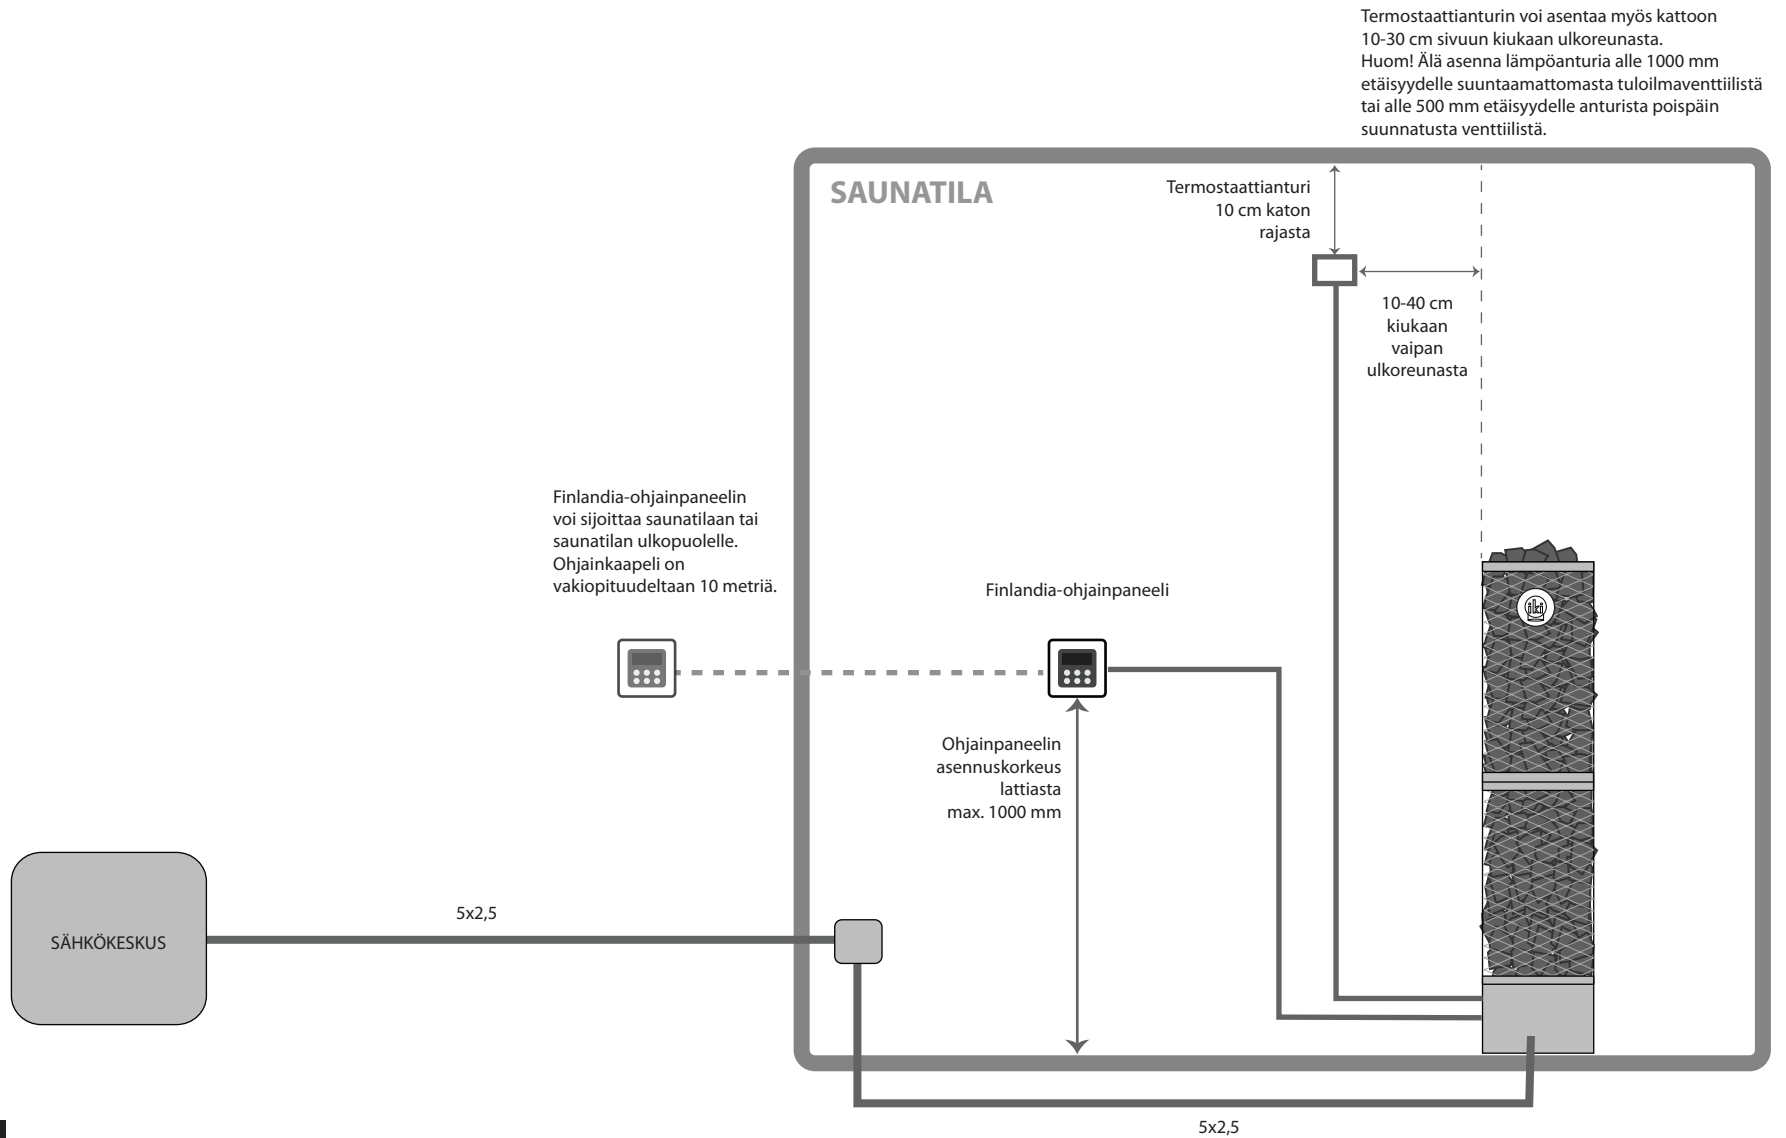 Termostaattianturin voi asentaa myös kattoon
10-30 cm sivuun kiukaan ulkoreunasta.
Huom! Älä asenna lämpöanturia alle 1000 mm
etäisyydelle suuntaamattomasta tuloilmaventtiilistä
tai alle 500 mm etäisyydelle anturista poispäin
suunnatusta venttiilistä.
SAUNATILA
Termostaattianturi
10 cm katon
rajasta
10-40 cm
kiukaan
vaipan
ulkoreunasta
Finlandia-ohjainpaneelin
voi sijoittaa saunatilaan tai
saunatilan ulkopuolelle.
Ohjainkaapeli on
vakiopituudeltaan 10 metriä.
Finlandia-ohjainpaneeli
iki
Ohjainpaneelin
asennuskorkeus
lattiasta
max. 1000 mm
SÄHKÖKESKUS
5x2,5
5x2,5